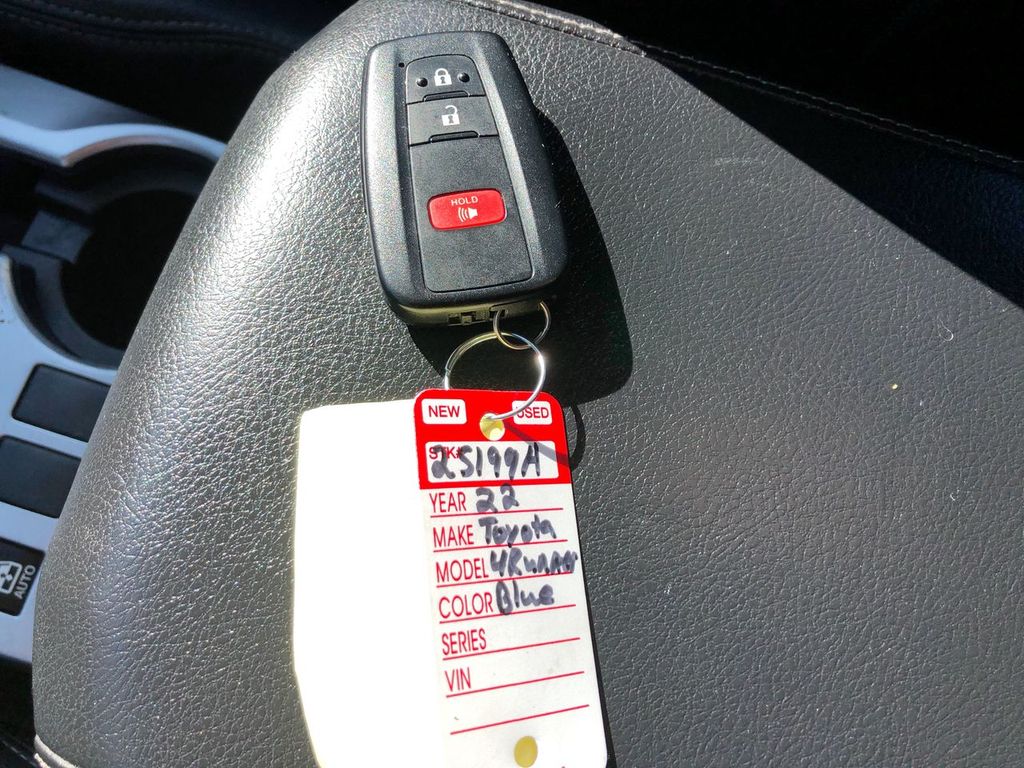 HOLD
NEW USED
STK# 25199A
YEAR 22
MAKE Toyota
MODEL 4Runner
COLOR Blue
SERIES
VIN
AUTO